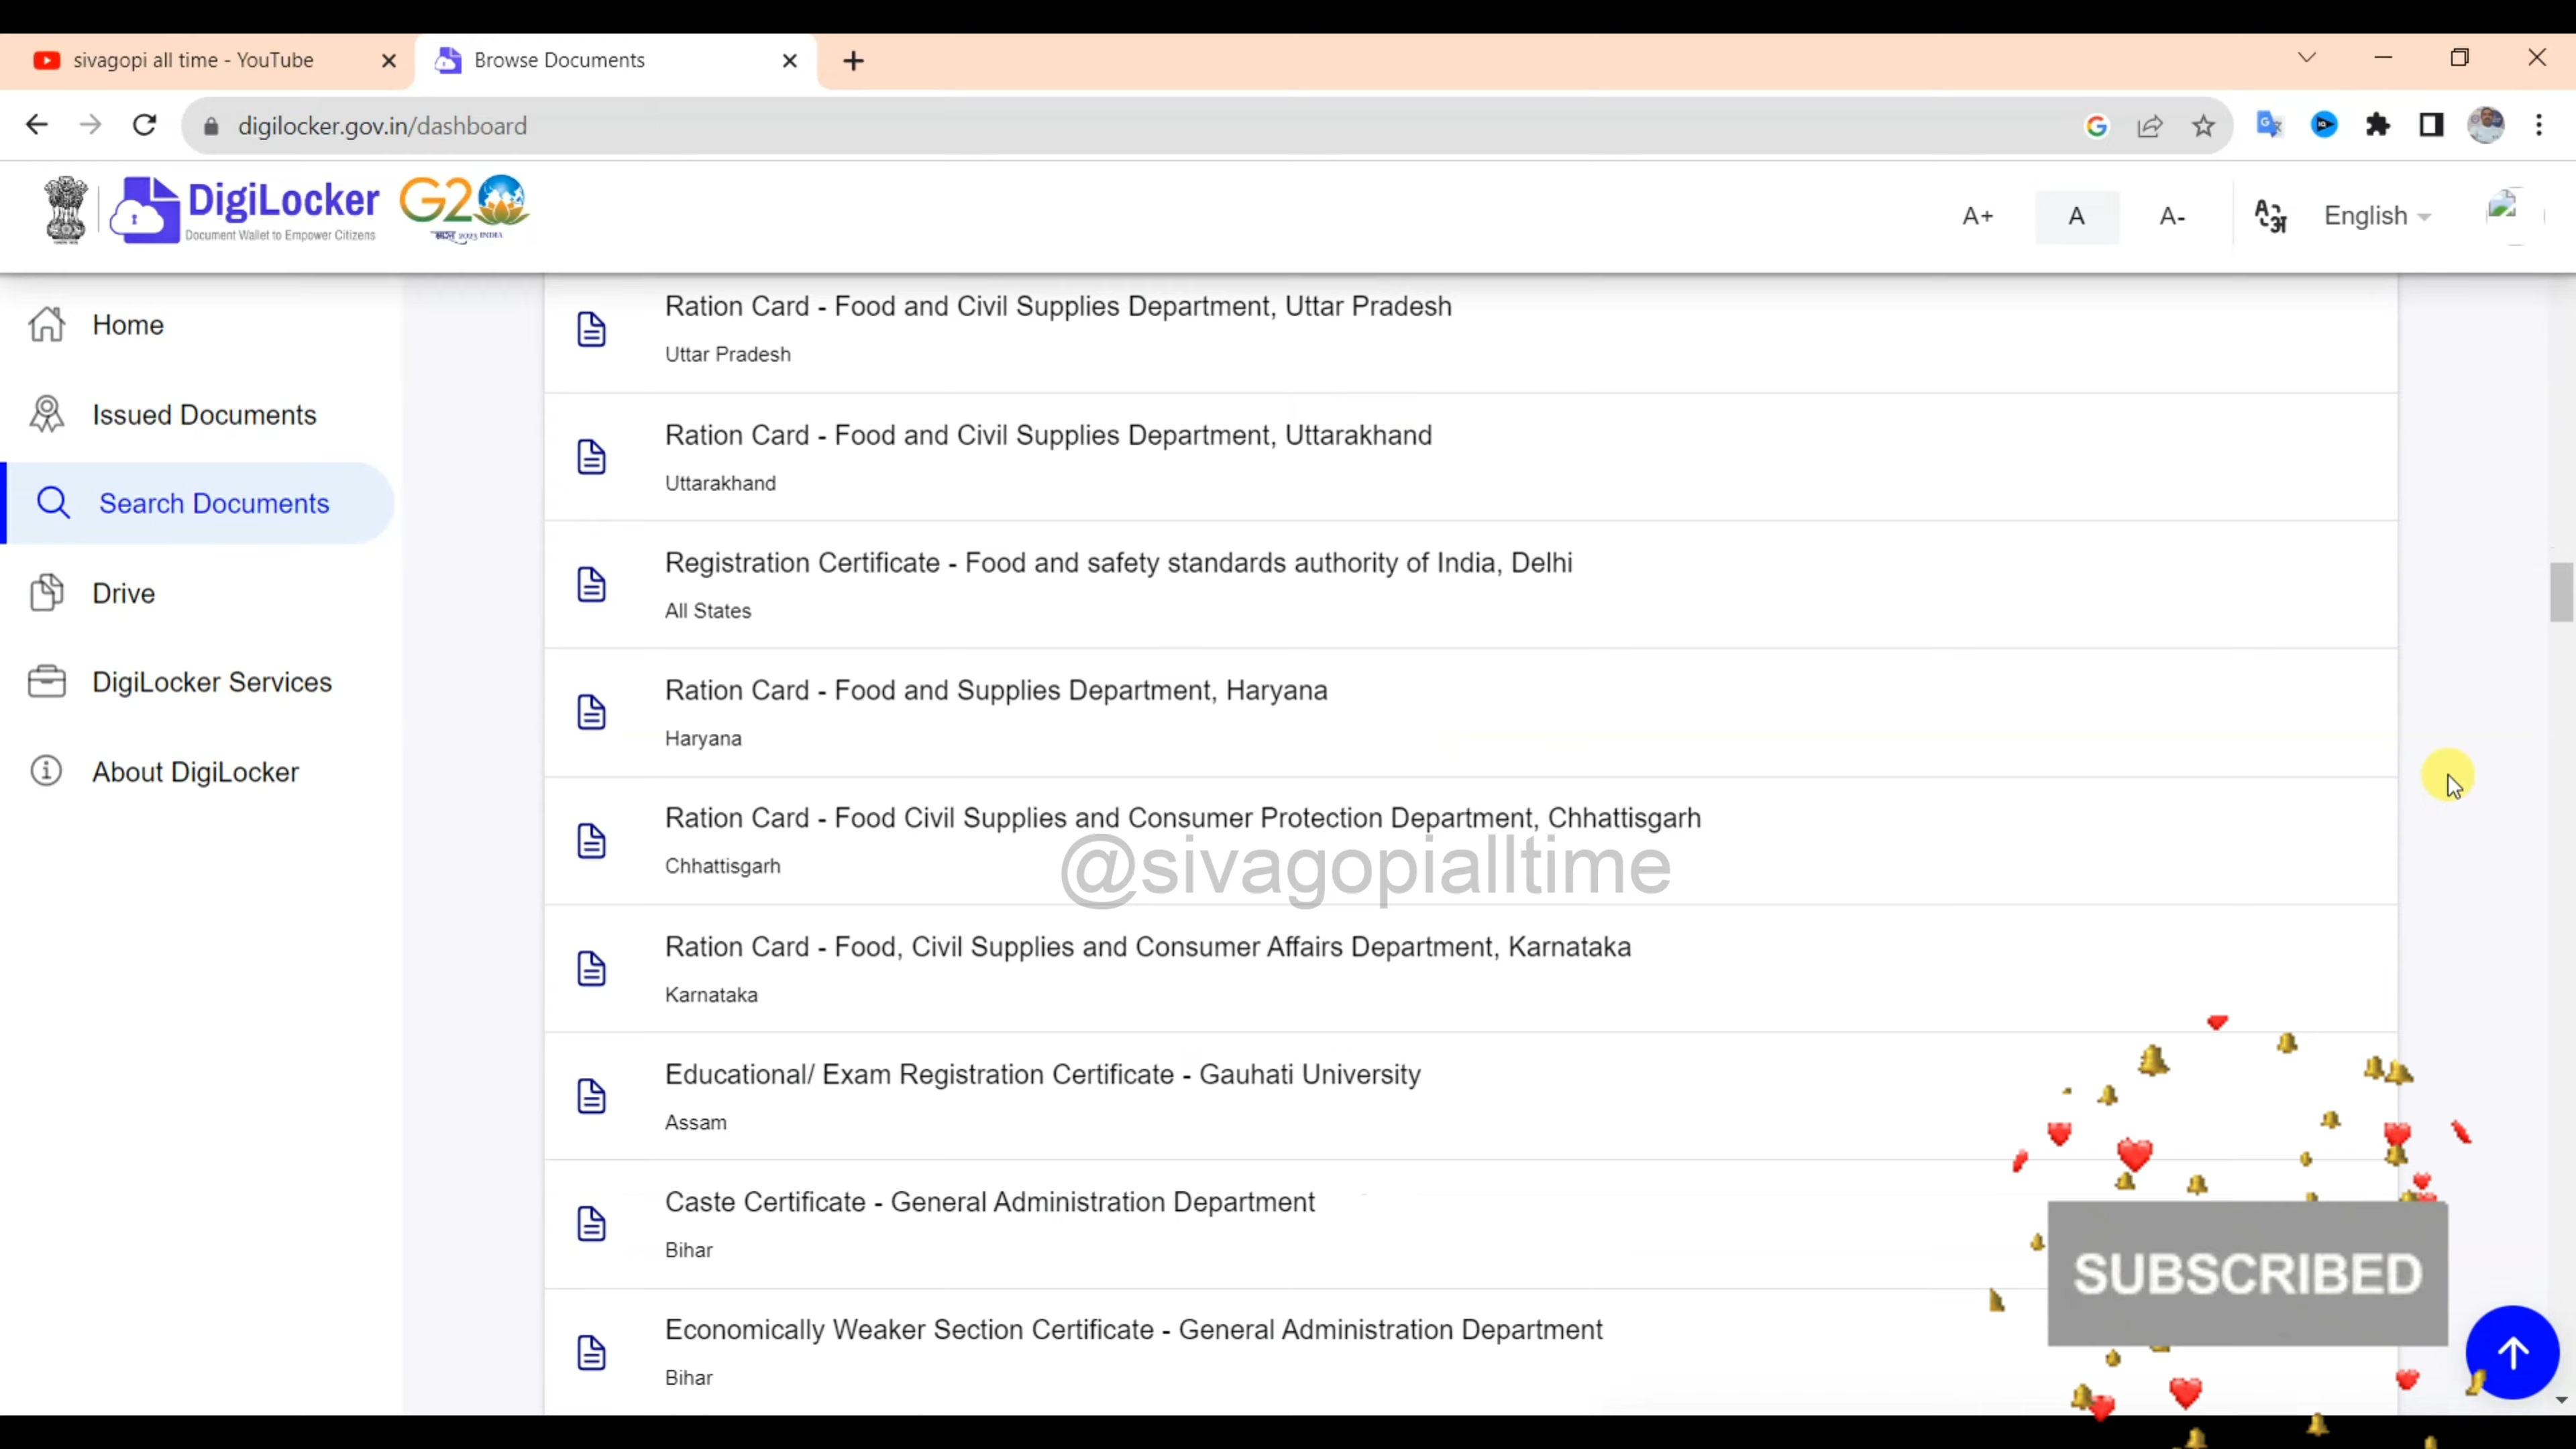 sivagopi all time - YouTube
Browse Documents
digilocker.gov.in/dashboard
DigiLocker
Document Wallet to Empower Citizens
G20
2023 INDIA
A+
A
A-
English
Home
Issued Documents
Search Documents
Drive
DigiLocker Services
About DigiLocker
Ration Card - Food and Civil Supplies Department, Uttar Pradesh
Uttar Pradesh
Ration Card - Food and Civil Supplies Department, Uttarakhand
Uttarakhand
Registration Certificate - Food and safety standards authority of India, Delhi
All States
Ration Card - Food and Supplies Department, Haryana
Haryana
Ration Card - Food Civil Supplies and Consumer Protection Department, Chhattisgarh
Chhattisgarh
@sivagopialltime
Ration Card - Food, Civil Supplies and Consumer Affairs Department, Karnataka
Karnataka
Educational/ Exam Registration Certificate - Gauhati University
Assam
Caste Certificate - General Administration Department
Bihar
Economically Weaker Section Certificate - General Administration Department
Bihar
SUBSCRIBED